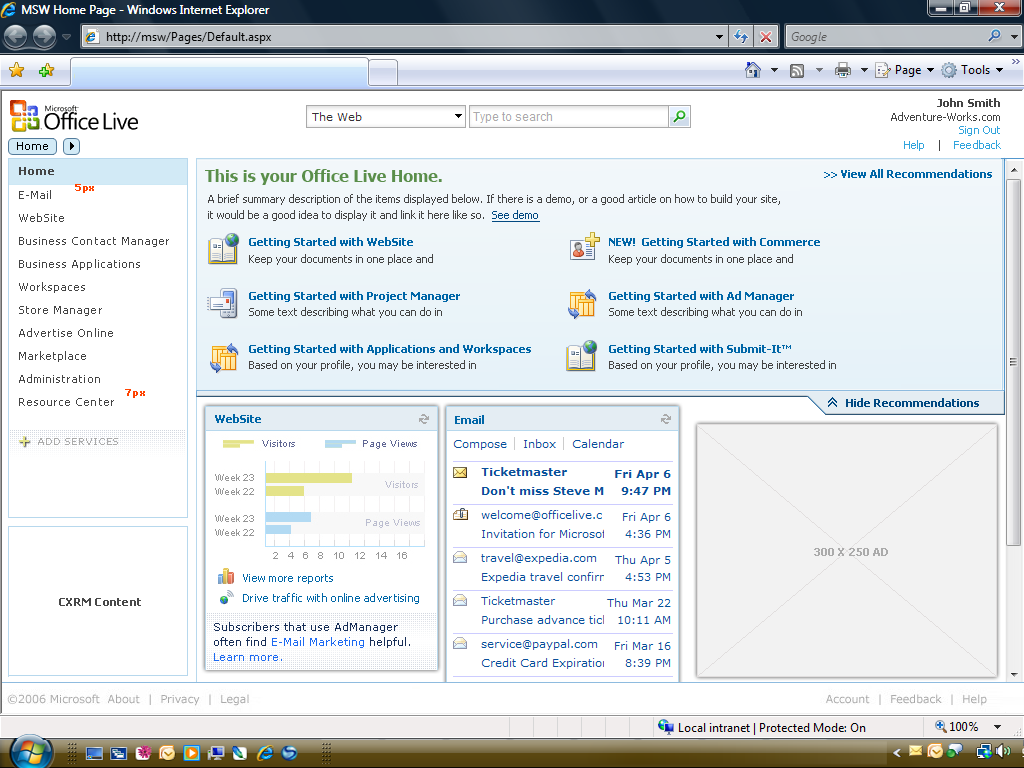 MSW Home Page - Windows Internet Explorer
http://msw/Pages/Default.aspx
Google
Page
Tools
Microsoft
Office Live
The Web
Type to search
John Smith
Adventure-Works.com
Sign Out
Help | Feedback
Home
Home
5px
E-Mail
WebSite
Business Contact Manager
Business Applications
Workspaces
Store Manager
Advertise Online
Marketplace
Administration
7px
Resource Center
ADD SERVICES
CXRM Content
This is your Office Live Home.
>> View All Recommendations
A brief summary description of the items displayed below. If there is a demo, or a good article on how to build your site,
it would be a good idea to display it and link it here like so. See demo
Getting Started with WebSite
Keep your documents in one place and
NEW! Getting Started with Commerce
Keep your documents in one place and
Getting Started with Project Manager
Some text describing what you can do in
Getting Started with Ad Manager
Some text describing what you can do in
Getting Started with Applications and Workspaces
Based on your profile, you may be interested in
Getting Started with Submit-It™
Based on your profile, you may be interested in
Hide Recommendations
WebSite
Visitors
Page Views
Week 23
Week 22
Visitors
Week 23
Week 22
Page Views
2 4 6 8 10 12 14 16
View more reports
Drive traffic with online advertising
Subscribers that use AdManager
often find E-Mail Marketing helpful.
Learn more.
Email
Compose | Inbox | Calendar
Ticketmaster Fri Apr 6
Don't miss Steve M 9:47 PM
welcome@officelive.c Fri Apr 6
Invitation for Microsof 4:36 PM
travel@expedia.com Thu Apr 5
Expedia travel confirr 4:53 PM
Ticketmaster Thu Mar 22
Purchase advance tick 10:11 AM
service@paypal.com Fri Mar 16
Credit Card Expiratior 8:39 PM
300 X 250 AD
©2006 Microsoft About | Privacy | Legal
Account | Feedback | Help
Local intranet | Protected Mode: On
100%